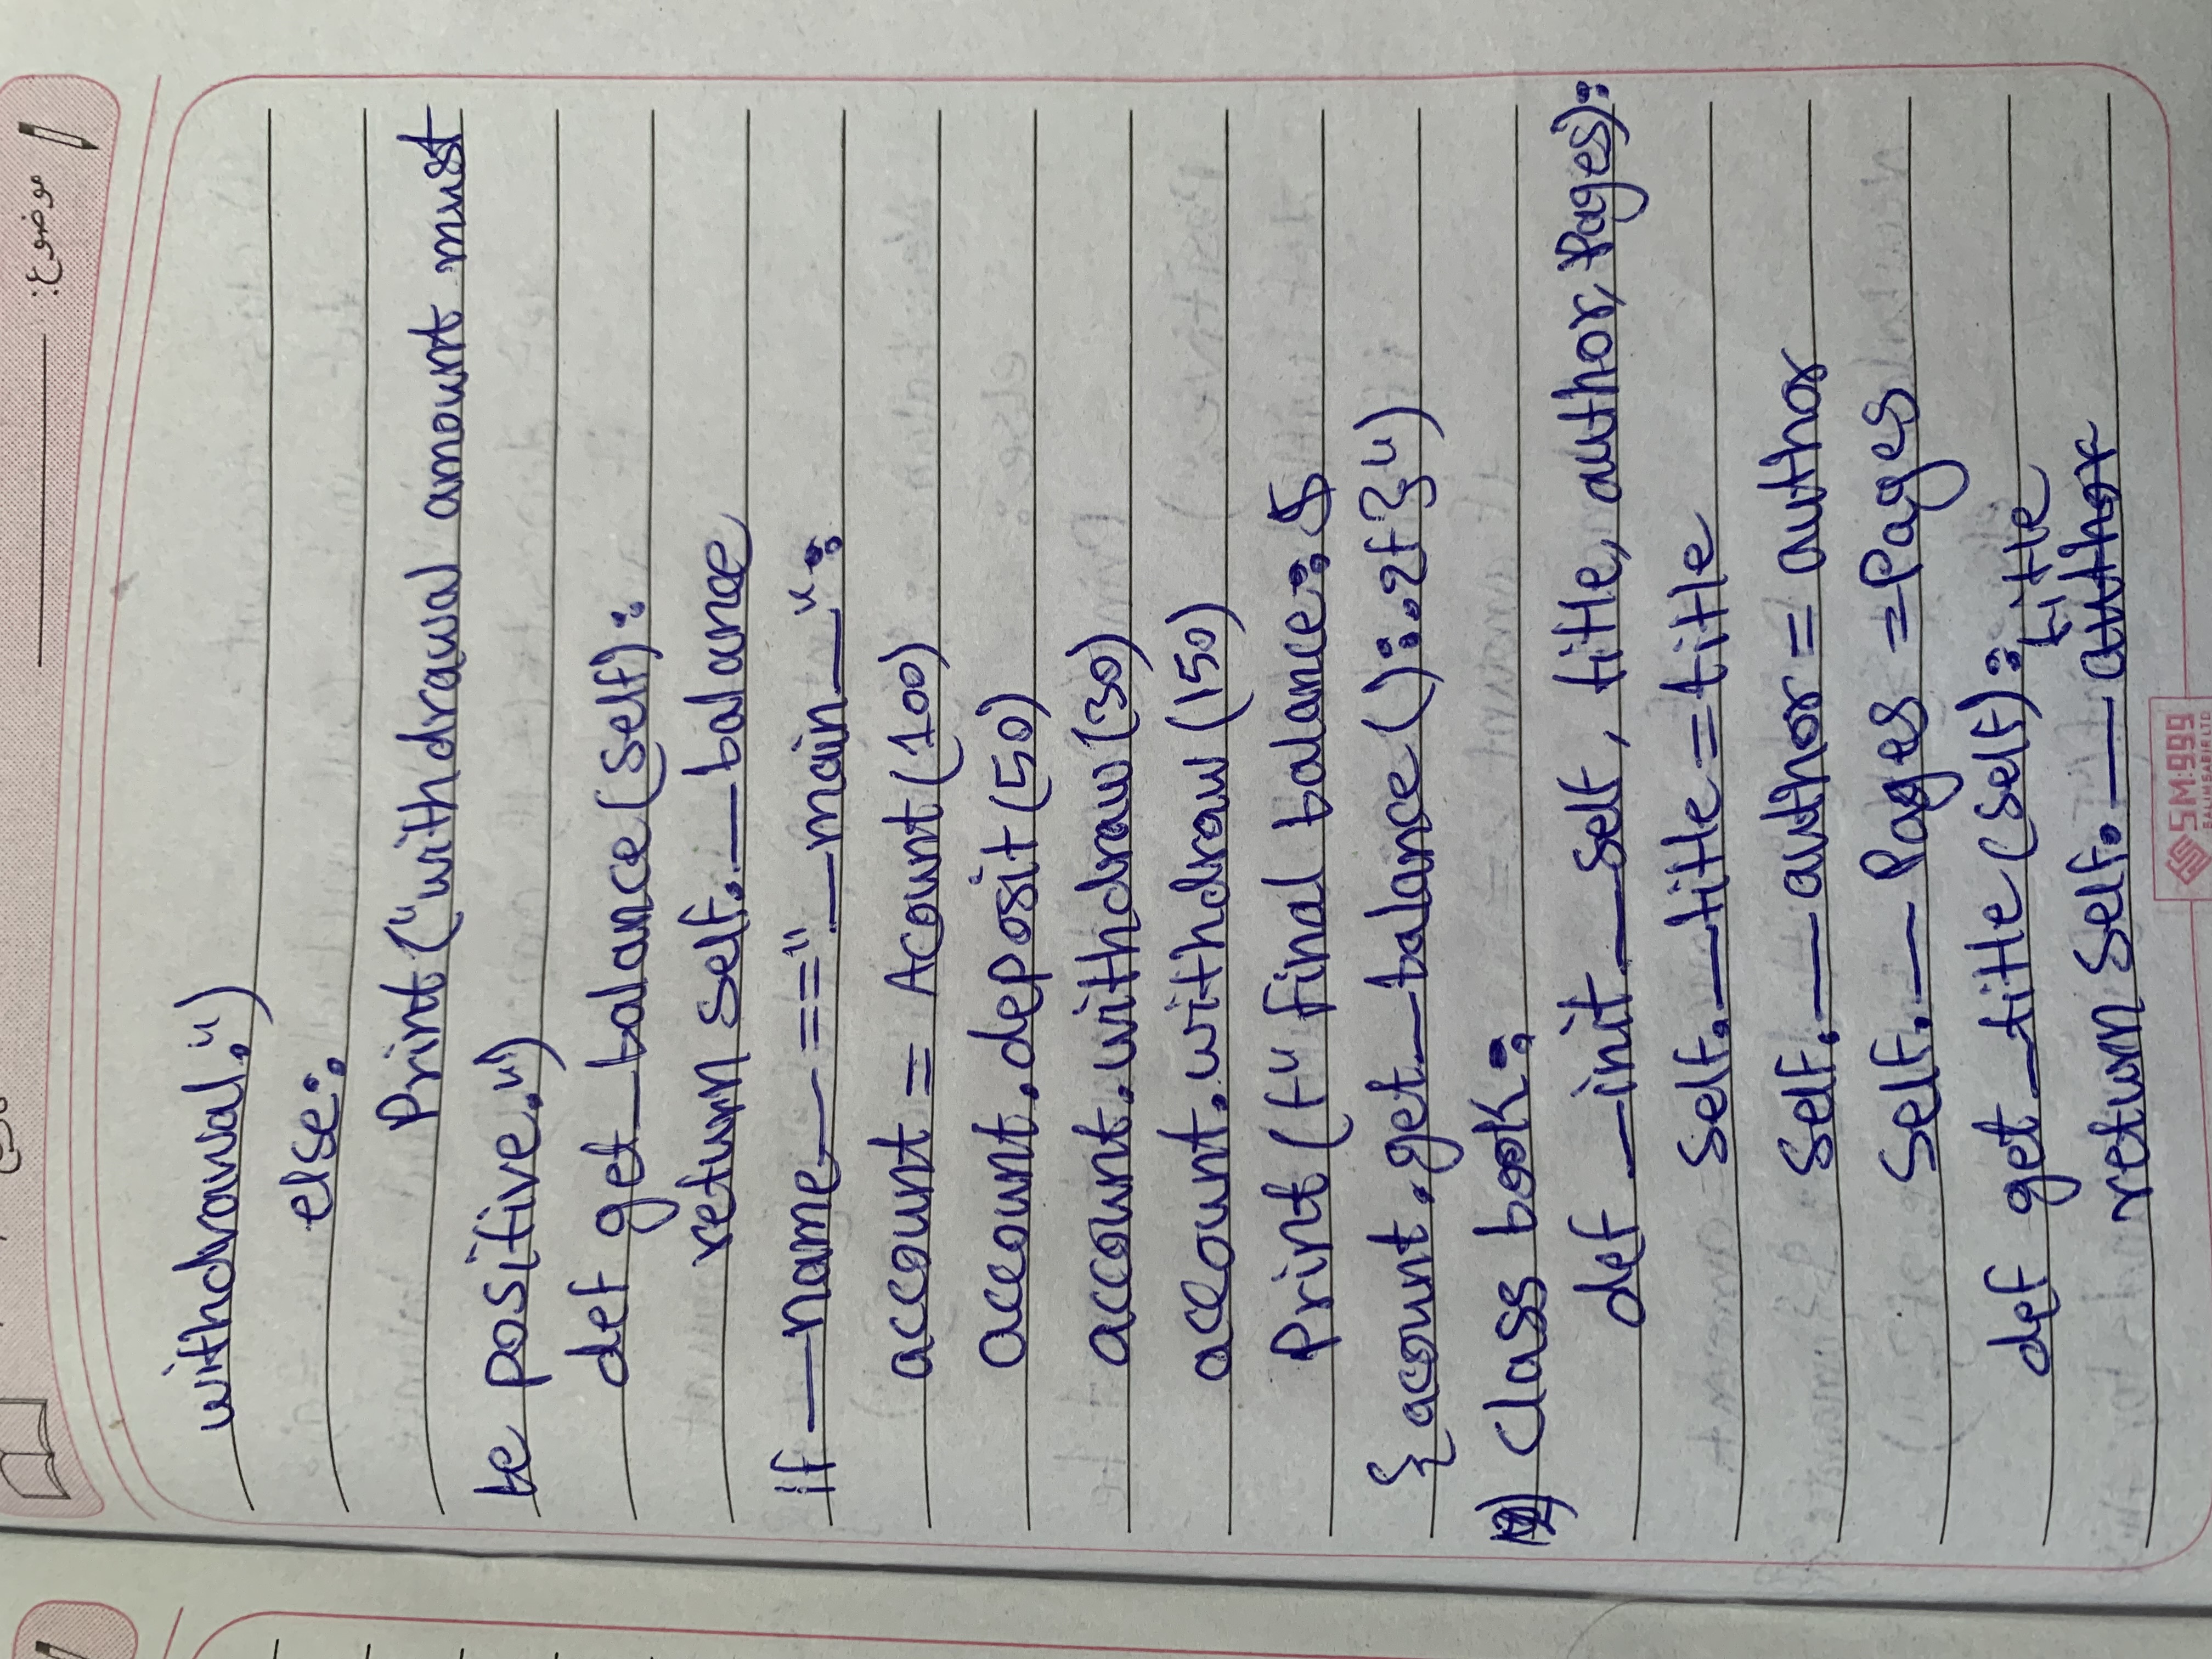 موضوع:
withdrawal.")
else:
Print("withdrawal amount must
be positive.")
def get_balance(self):
return self.__balance
if __name__ == "__main__":
account = Acount(100)
account.deposit(50)
account.withdraw(30)
account.withdraw(150)
Print(f"final balance: $
{acount.get_balance():.2f}")
12) class book:
def __init__self, title, author, Pages):
self.__title = title
self.__author = author
self.__Pages = Pages
def get_title(self):
title
return self.__author
SM:999
SALIM SABIR LTD